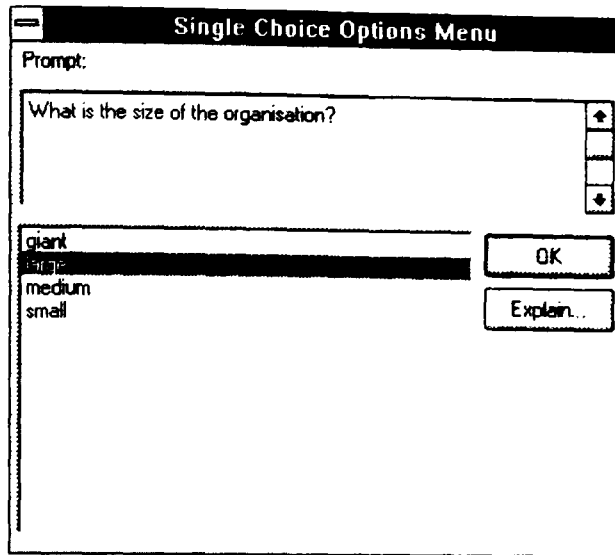 Single Choice Options Menu
Prompt:
What is the size of the organisation?
giant
medium
small
OK
Explain...